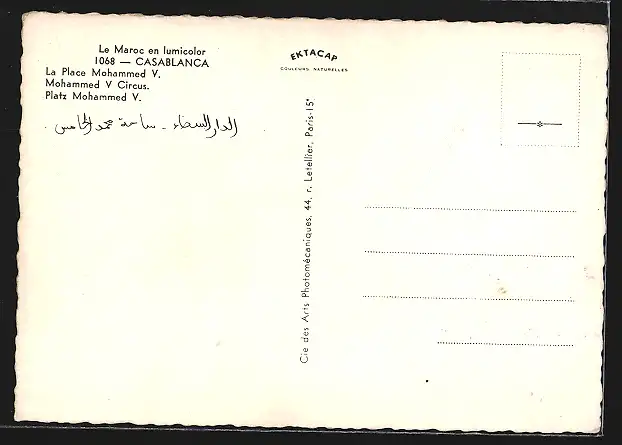 Le Maroc en lumicolor
1068 — CASABLANCA
La Place Mohammed V.
Mohammed V Circus.
Platz Mohammed V.
الدار البيضاء - ساحة محمد الخامس .
EKTACAP
COULEURS NATURELLES
Cie des Arts Photomécaniques, 44, r. Letellier, Paris-15e